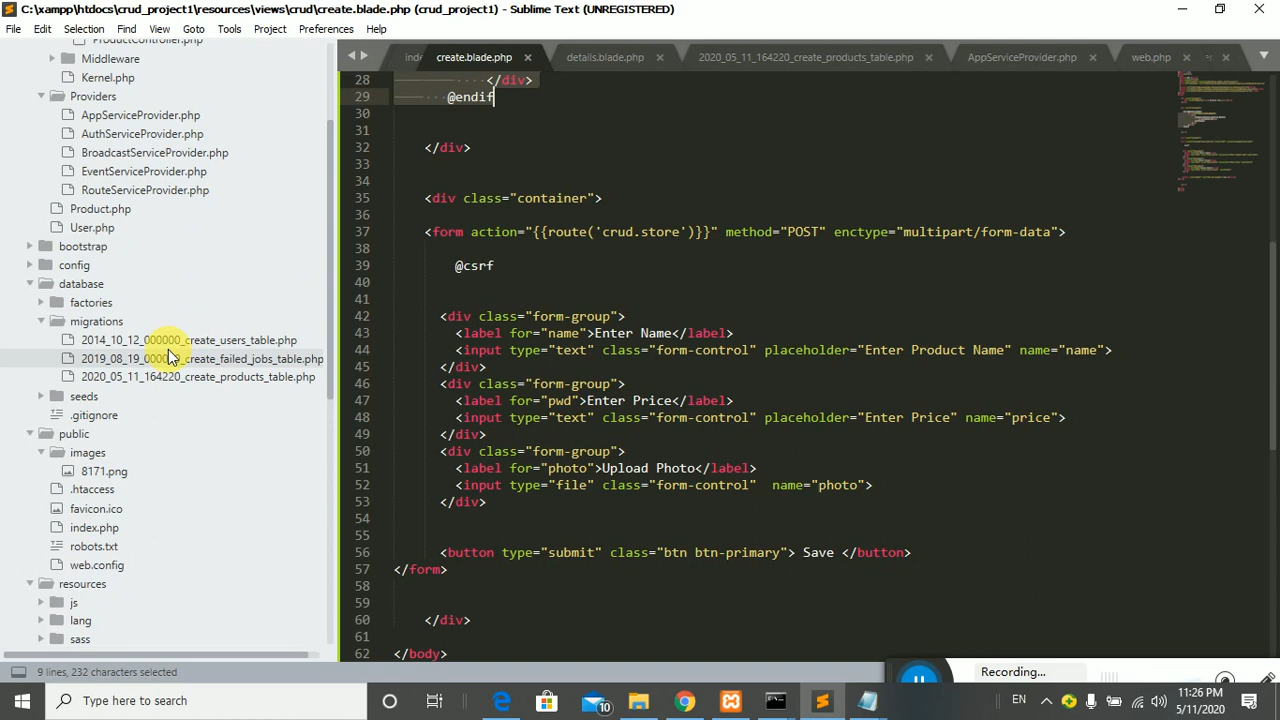 C:\xampp\htdocs\crud_project1\resources\views\crud\create.blade.php (crud_project1) - Sublime Text (UNREGISTERED)
File Edit Selection Find View Goto Tools Project Preferences Help
create.blade.php × details.blade.php × 2020_05_11_164220_create_products_table.php × AppServiceProvider.php × web.php ×
ProductController.php
Middleware
Kernel.php
Providers
AppServiceProvider.php
AuthServiceProvider.php
BroadcastServiceProvider.php
EventServiceProvider.php
RouteServiceProvider.php
Product.php
User.php
bootstrap
config
database
factories
migrations
2014_10_12_000000_create_users_table.php
2019_08_19_000000_create_failed_jobs_table.php
2020_05_11_164220_create_products_table.php
seeds
.gitignore
public
images
8171.png
.htaccess
favicon.ico
index.php
robots.txt
web.config
resources
js
lang
sass
28 </div>
29 @endif
30
31
32 </div>
33
34
35 <div class="container">
36
37 <form action="{{route('crud.store')}}" method="POST" enctype="multipart/form-data">
38
39 @csrf
40
41
42 <div class="form-group">
43 <label for="name">Enter Name</label>
44 <input type="text" class="form-control" placeholder="Enter Product Name" name="name">
45 </div>
46 <div class="form-group">
47 <label for="pwd">Enter Price</label>
48 <input type="text" class="form-control" placeholder="Enter Price" name="price">
49 </div>
50 <div class="form-group">
51 <label for="photo">Upload Photo</label>
52 <input type="file" class="form-control"  name="photo">
53 </div>
54
55
56 <button type="submit" class="btn btn-primary"> Save </button>
57 </form>
58
59
60 </div>
61
62 </body>
9 lines, 232 characters selected
Recording...
Type here to search
10
EN
11:26 PM
5/11/2020